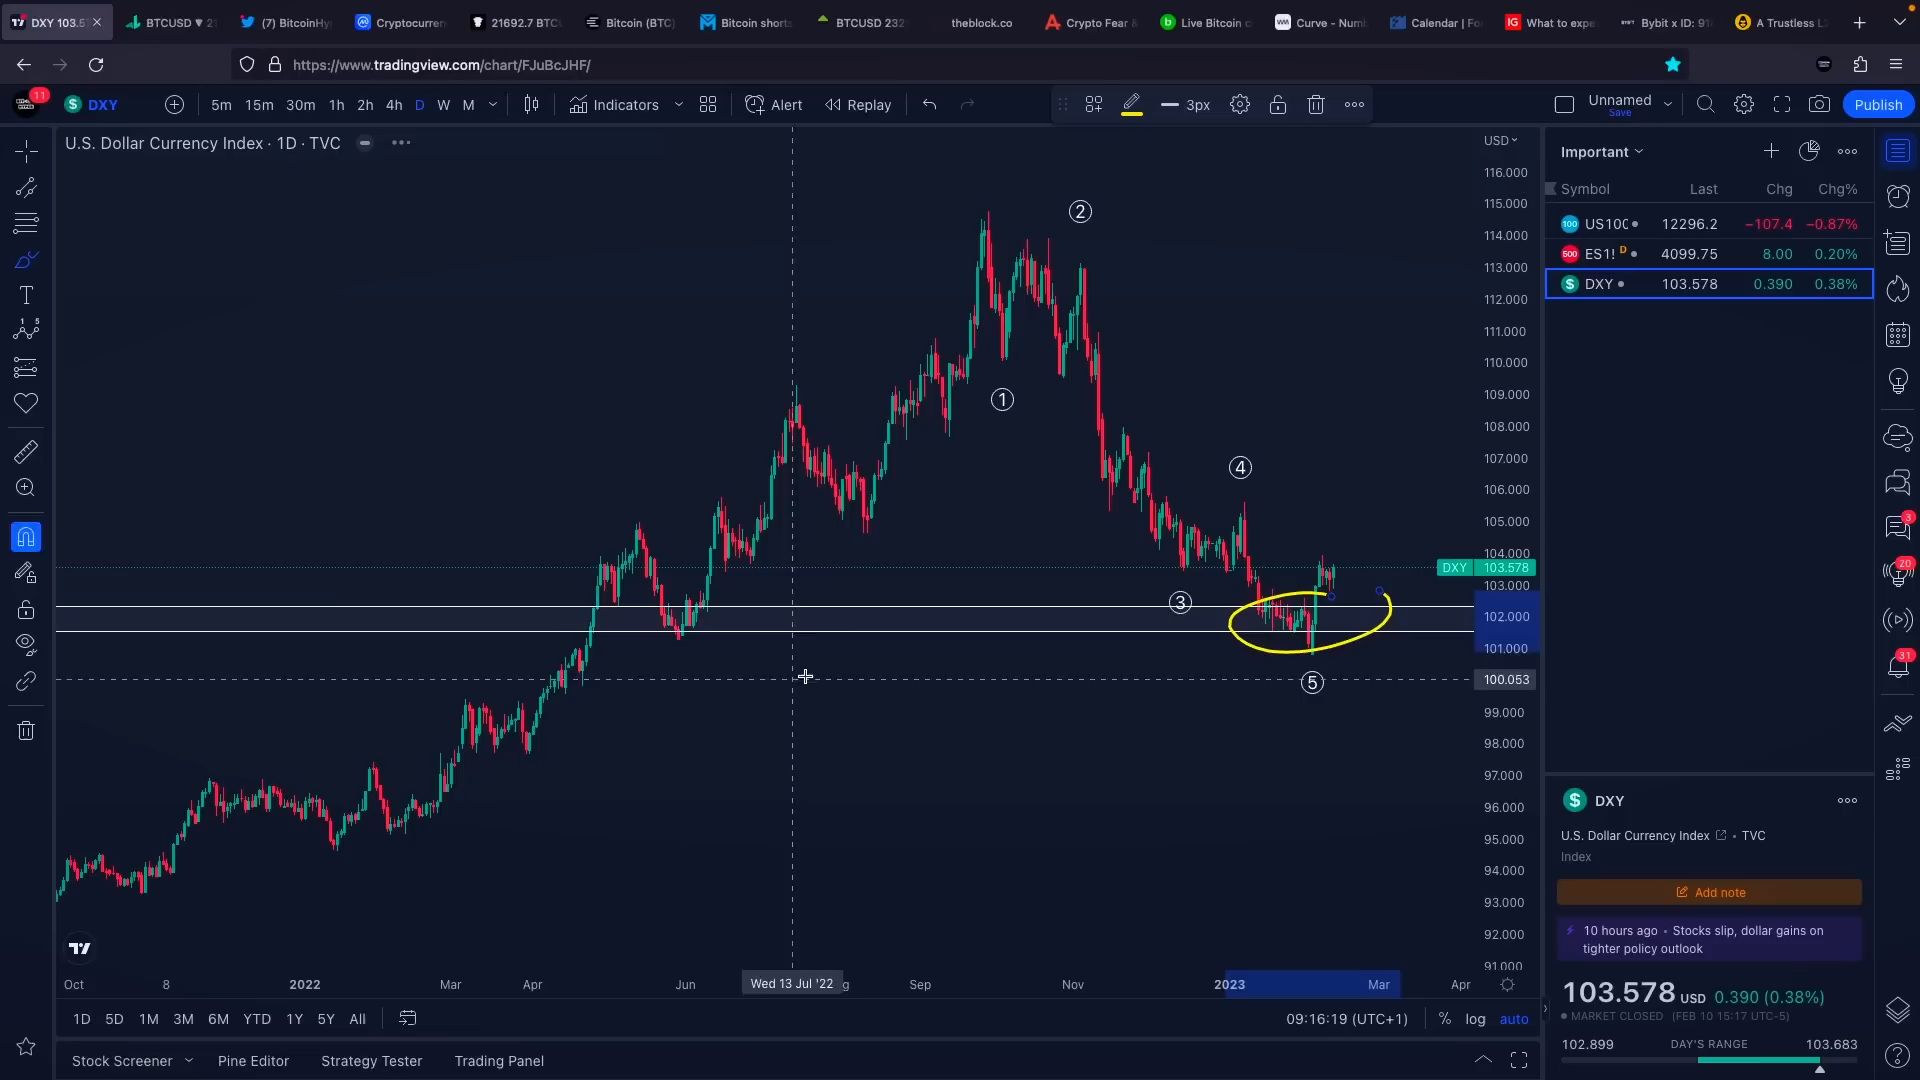 DXY 103.5
BTCUSD ▼ 2
(7) BitcoinHy
Cryptocurren
21692.7 BTC
Bitcoin (BTC)
Bitcoin shorts
BTCUSD 232
theblock.co
Crypto Fear &
Live Bitcoin c
Curve - Numb
Calendar | Fo
What to expe
Bybit x ID: 91
A Trustless L
https://www.tradingview.com/chart/FJuBcJHF/
11
DXY
5m 15m 30m 1h 2h 4h D W M
Indicators
Alert
Replay
3px
Unnamed
Save
Publish
U.S. Dollar Currency Index · 1D · TVC
USD
116.000
115.000
114.000
113.000
112.000
111.000
110.000
109.000
108.000
107.000
106.000
105.000
104.000
DXY 103.578
103.000
102.000
101.000
100.053
99.000
98.000
97.000
96.000
95.000
94.000
93.000
92.000
91.000
2
1
4
3
5
Oct 8 2022 Mar Apr Jun Wed 13 Jul '22 Sep Nov 2023 Mar Apr
1D 5D 1M 3M 6M YTD 1Y 5Y All
09:16:19 (UTC+1) % log auto
Stock Screener Pine Editor Strategy Tester Trading Panel
Important
Symbol Last Chg Chg%
100 US100 12296.2 −107.4 −0.87%
500 ES1! D 4099.75 8.00 0.20%
DXY 103.578 0.390 0.38%
DXY
U.S. Dollar Currency Index • TVC
Index
Add note
10 hours ago • Stocks slip, dollar gains on
tighter policy outlook
103.578 USD 0.390 (0.38%)
MARKET CLOSED (FEB 10 15:17 UTC-5)
102.899 DAY'S RANGE 103.683
3
20
31